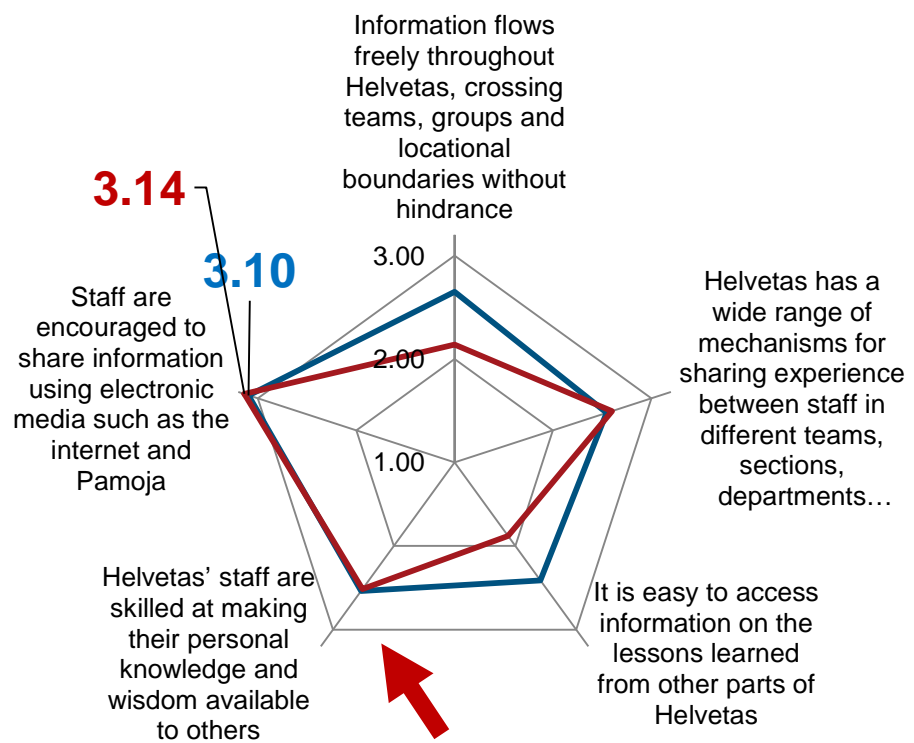 Information flows
freely throughout
Helvetas, crossing
teams, groups and
locational
boundaries without
hindrance
3.14
3.10
3.00
2.00
1.00
Helvetas has a
wide range of
mechanisms for
sharing experience
between staff in
different teams,
sections,
departments…
Staff are
encouraged to
share information
using electronic
media such as the
internet and
Pamoja
Helvetas’ staff are
skilled at making
their personal
knowledge and
wisdom available
to others
It is easy to access
information on the
lessons learned
from other parts of
Helvetas